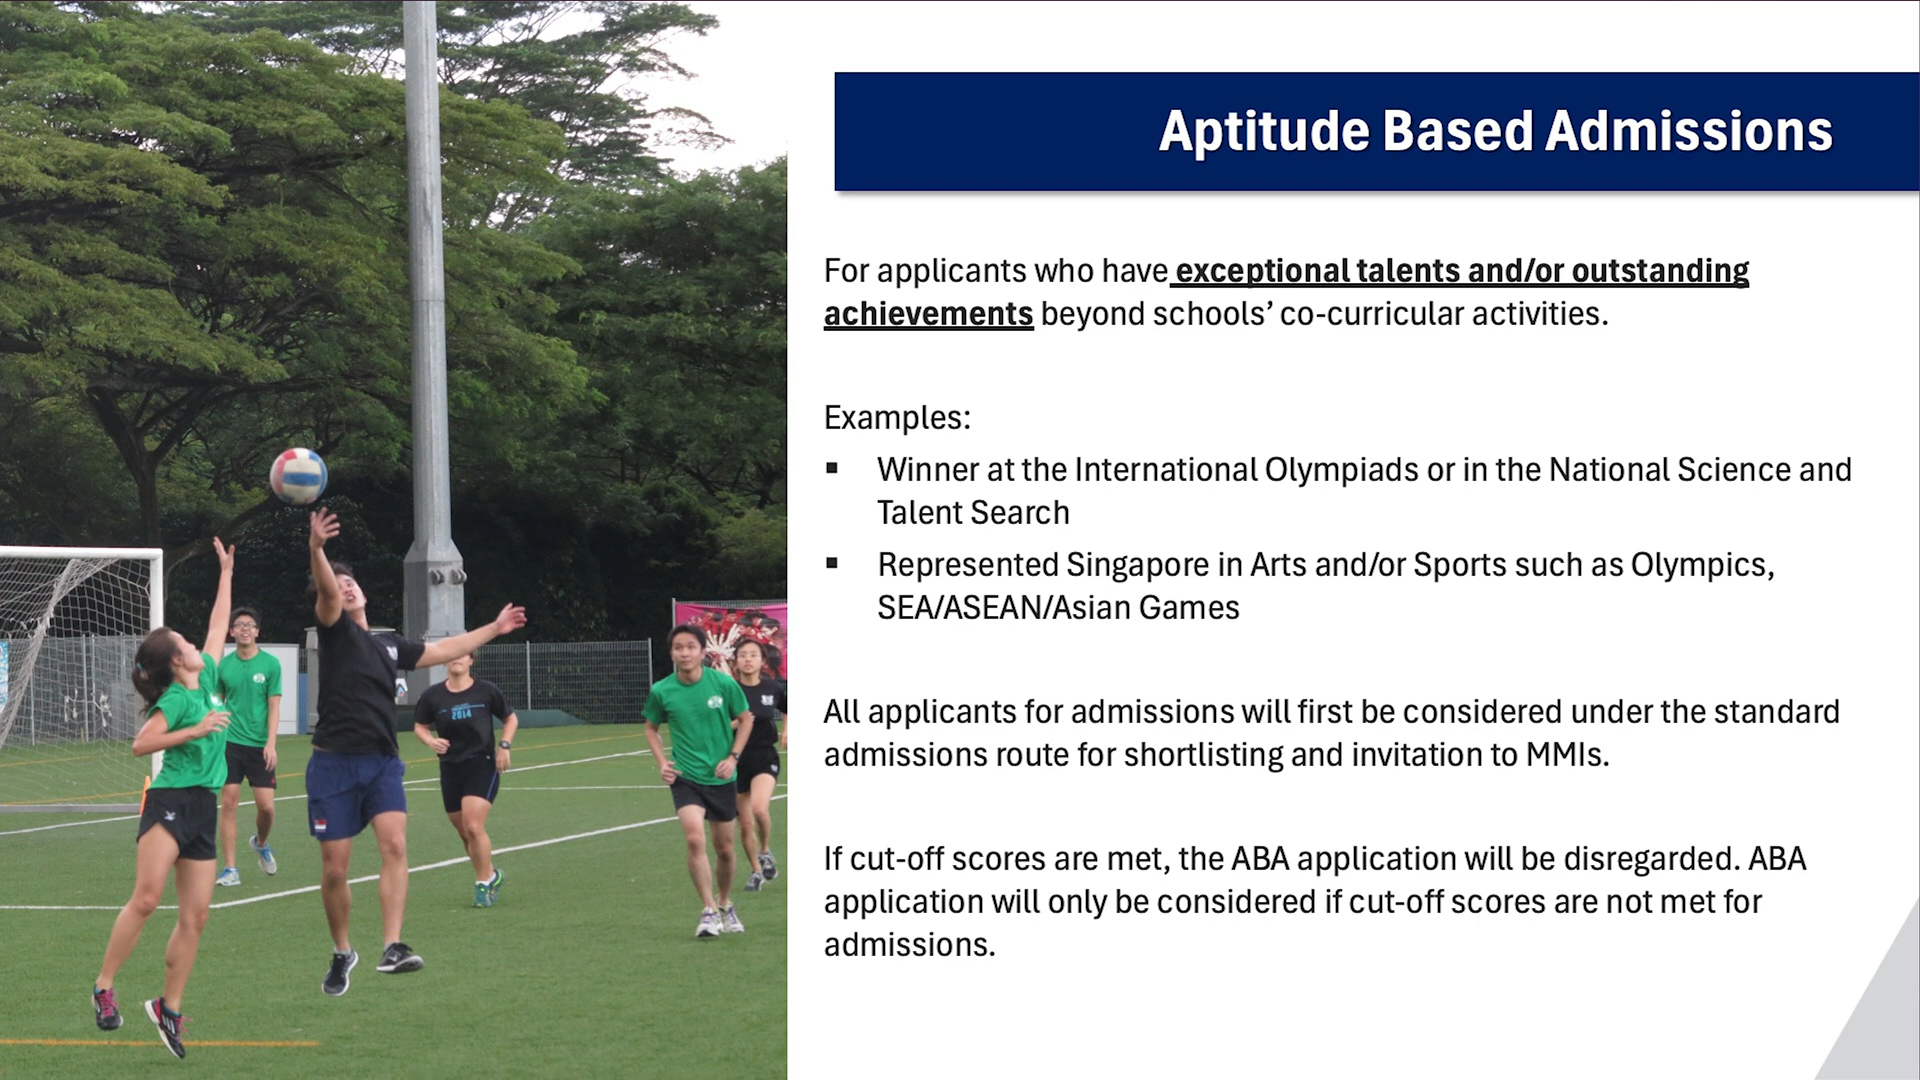 Aptitude Based Admissions
For applicants who have exceptional talents and/or outstanding
achievements beyond schools’ co-curricular activities.
Examples:
▪ Winner at the International Olympiads or in the National Science and
Talent Search
▪ Represented Singapore in Arts and/or Sports such as Olympics,
SEA/ASEAN/Asian Games
All applicants for admissions will first be considered under the standard
admissions route for shortlisting and invitation to MMIs.
If cut-off scores are met, the ABA application will be disregarded. ABA
application will only be considered if cut-off scores are not met for
admissions.
2014